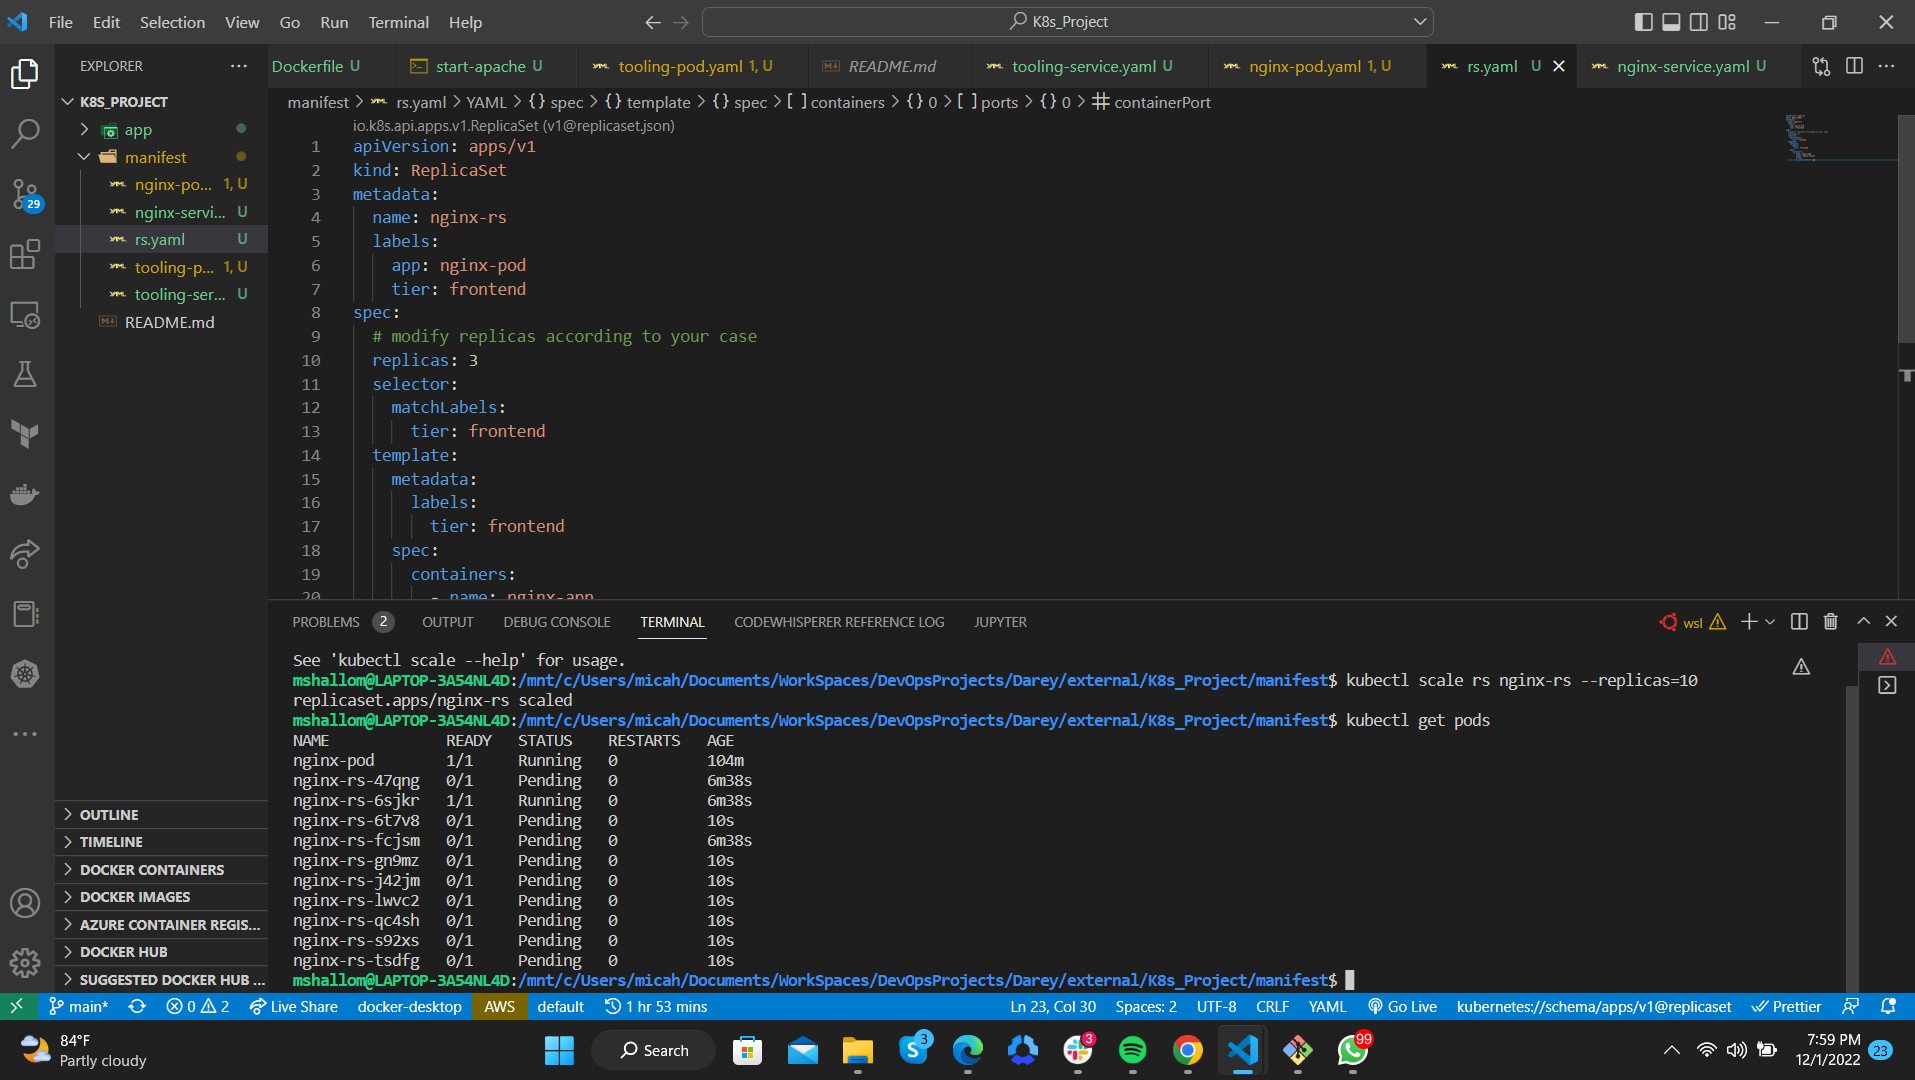 File Edit Selection View Go Run Terminal Help
K8s_Project
EXPLORER
Dockerfile U
start-apache U
tooling-pod.yaml 1, U
README.md
tooling-service.yaml U
nginx-pod.yaml 1, U
rs.yaml U
nginx-service.yaml U
K8S_PROJECT
app
manifest
nginx-po... 1, U
nginx-servi... U
rs.yaml U
tooling-p... 1, U
tooling-ser... U
README.md
29
OUTLINE
TIMELINE
DOCKER CONTAINERS
DOCKER IMAGES
AZURE CONTAINER REGIS...
DOCKER HUB
SUGGESTED DOCKER HUB ...
manifest > rs.yaml > YAML > {} spec > {} template > {} spec > [ ] containers > {} 0 > [ ] ports > {} 0 > # containerPort
io.k8s.api.apps.v1.ReplicaSet (v1@replicaset.json)
1 apiVersion: apps/v1
2 kind: ReplicaSet
3 metadata:
4   name: nginx-rs
5   labels:
6     app: nginx-pod
7     tier: frontend
8 spec:
9   # modify replicas according to your case
10   replicas: 3
11   selector:
12     matchLabels:
13       tier: frontend
14   template:
15     metadata:
16       labels:
17         tier: frontend
18     spec:
19       containers:
20         - name: nginx-app
PROBLEMS 2 OUTPUT DEBUG CONSOLE TERMINAL CODEWHISPERER REFERENCE LOG JUPYTER
wsl
See 'kubectl scale --help' for usage.
mshallom@LAPTOP-3A54NL4D:/mnt/c/Users/micah/Documents/WorkSpaces/DevOpsProjects/Darey/external/K8s_Project/manifest$ kubectl scale rs nginx-rs --replicas=10
replicaset.apps/nginx-rs scaled
mshallom@LAPTOP-3A54NL4D:/mnt/c/Users/micah/Documents/WorkSpaces/DevOpsProjects/Darey/external/K8s_Project/manifest$ kubectl get pods
NAME READY STATUS RESTARTS AGE
nginx-pod 1/1 Running 0 104m
nginx-rs-47qng 0/1 Pending 0 6m38s
nginx-rs-6sjkr 1/1 Running 0 6m38s
nginx-rs-6t7v8 0/1 Pending 0 10s
nginx-rs-fcjsm 0/1 Pending 0 6m38s
nginx-rs-gn9mz 0/1 Pending 0 10s
nginx-rs-j42jm 0/1 Pending 0 10s
nginx-rs-lwvc2 0/1 Pending 0 10s
nginx-rs-qc4sh 0/1 Pending 0 10s
nginx-rs-s92xs 0/1 Pending 0 10s
nginx-rs-tsdfg 0/1 Pending 0 10s
mshallom@LAPTOP-3A54NL4D:/mnt/c/Users/micah/Documents/WorkSpaces/DevOpsProjects/Darey/external/K8s_Project/manifest$
main* 0 2 Live Share docker-desktop AWS default 1 hr 53 mins Ln 23, Col 30 Spaces: 2 UTF-8 CRLF YAML Go Live kubernetes://schema/apps/v1@replicaset Prettier
84°F
Partly cloudy
Search
3
3
99
7:59 PM
12/1/2022
23